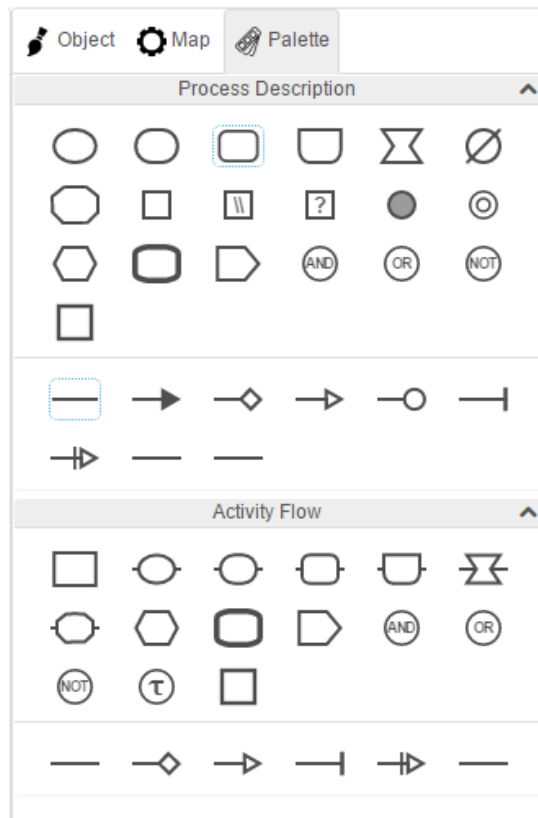 Object Map Palette
Process Description
\\ ?
AND OR NOT
Activity Flow
AND OR
NOT τ